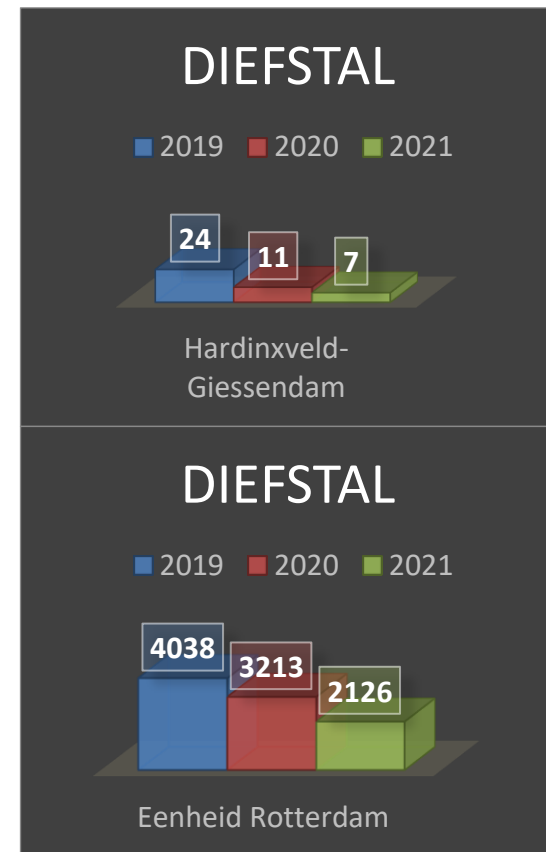 DIEFSTAL
2019 2020 2021
24 11 7
Hardinxveld-
Giessendam
DIEFSTAL
2019 2020 2021
4038 3213 2126
Eenheid Rotterdam